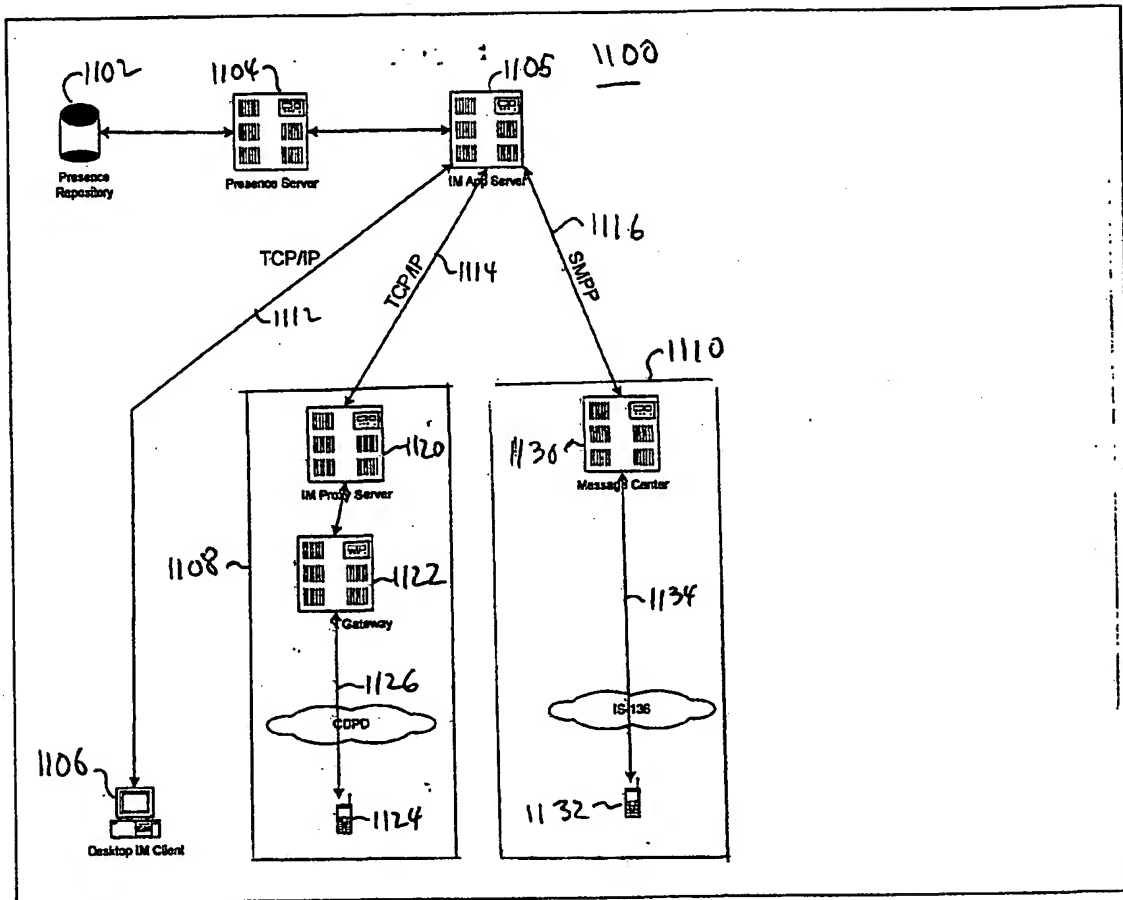 1100
1102
1104
1105
Presence
Repository
Presence Server
IM App Server
1116
TCP/IP
TCP/IP
1114
SMPP
1112
1110
1120
1130
IM Proxy Server
Message Center
1108
1122
Gateway
1134
1126
CDPD
IS-136
1106
1124
1132
Desktop IM Client